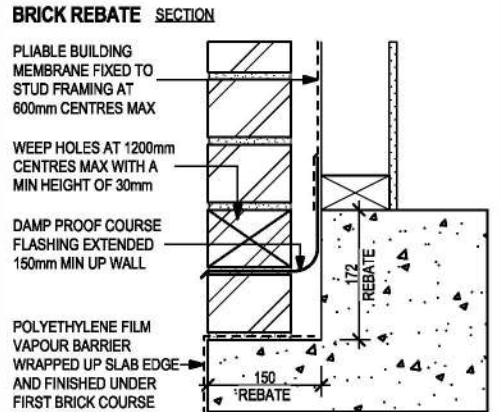 BRICK REBATE SECTION
PLIABLE BUILDING
MEMBRANE FIXED TO
STUD FRAMING AT
600mm CENTRES MAX
WEEP HOLES AT 1200mm
CENTRES MAX WITH A
MIN HEIGHT OF 30mm
DAMP PROOF COURSE
FLASHING EXTENDED
150mm MIN UP WALL
POLYETHYLENE FILM
VAPOUR BARRIER
WRAPPED UP SLAB EDGE
AND FINISHED UNDER
FIRST BRICK COURSE
172
REBATE
150
REBATE